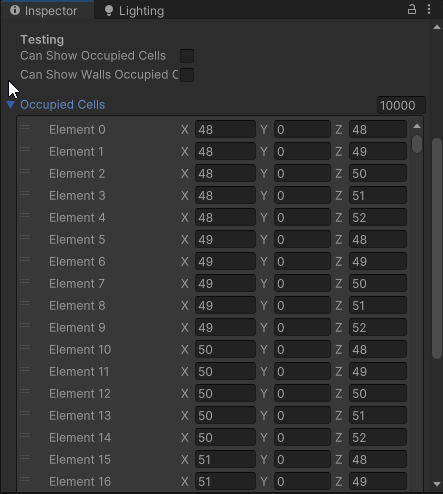 Inspector Lighting
Testing
Can Show Occupied Cells
Can Show Walls Occupied C
Occupied Cells 10000
Element 0 X 48 Y 0 Z 48
Element 1 X 48 Y 0 Z 49
Element 2 X 48 Y 0 Z 50
Element 3 X 48 Y 0 Z 51
Element 4 X 48 Y 0 Z 52
Element 5 X 49 Y 0 Z 48
Element 6 X 49 Y 0 Z 49
Element 7 X 49 Y 0 Z 50
Element 8 X 49 Y 0 Z 51
Element 9 X 49 Y 0 Z 52
Element 10 X 50 Y 0 Z 48
Element 11 X 50 Y 0 Z 49
Element 12 X 50 Y 0 Z 50
Element 13 X 50 Y 0 Z 51
Element 14 X 50 Y 0 Z 52
Element 15 X 51 Y 0 Z 48
Element 16 X 51 Y 0 Z 49